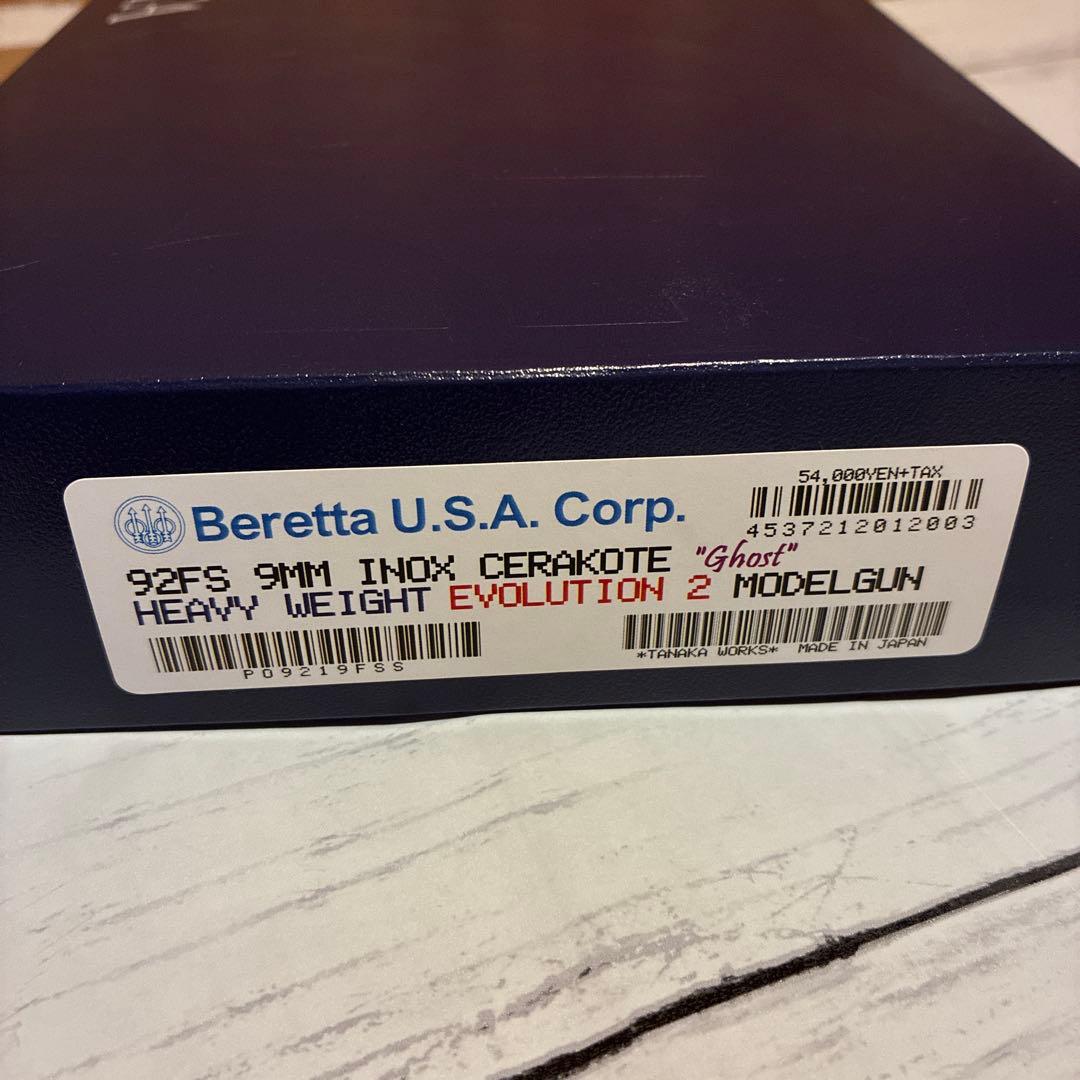 Beretta U.S.A. Corp.
54,000YEN+TAX
4537212012003
92FS 9MM INOX CERAKOTE "Ghost"
HEAVY WEIGHT EVOLUTION 2 MODELGUN
P09219FSS
*TANAKA WORKS* MADE IN JAPAN